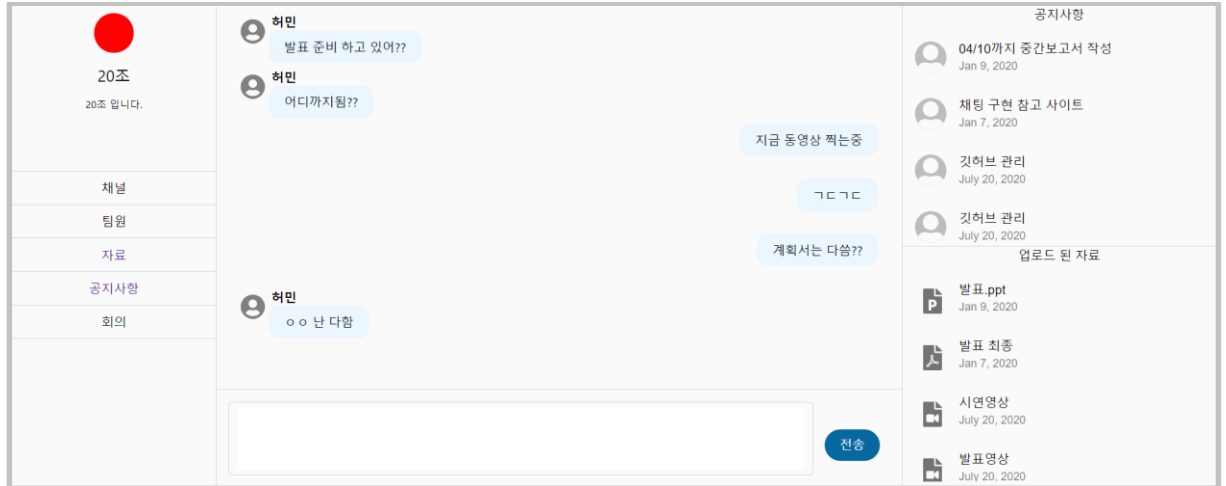 20조
20조 입니다.
채널
팀원
자료
공지사항
회의
허민
발표 준비 하고 있어??
허민
어디까지됨??
지금 동영상 찍는중
ㄱㄷㄱㄷ
계획서는 다씀??
허민
ㅇㅇ 난 다함
전송
공지사항
04/10까지 중간보고서 작성
Jan 9, 2020
채팅 구현 참고 사이트
Jan 7, 2020
깃허브 관리
July 20, 2020
깃허브 관리
July 20, 2020
업로드 된 자료
발표.ppt
Jan 9, 2020
발표 최종
Jan 7, 2020
시연영상
July 20, 2020
발표영상
July 20, 2020